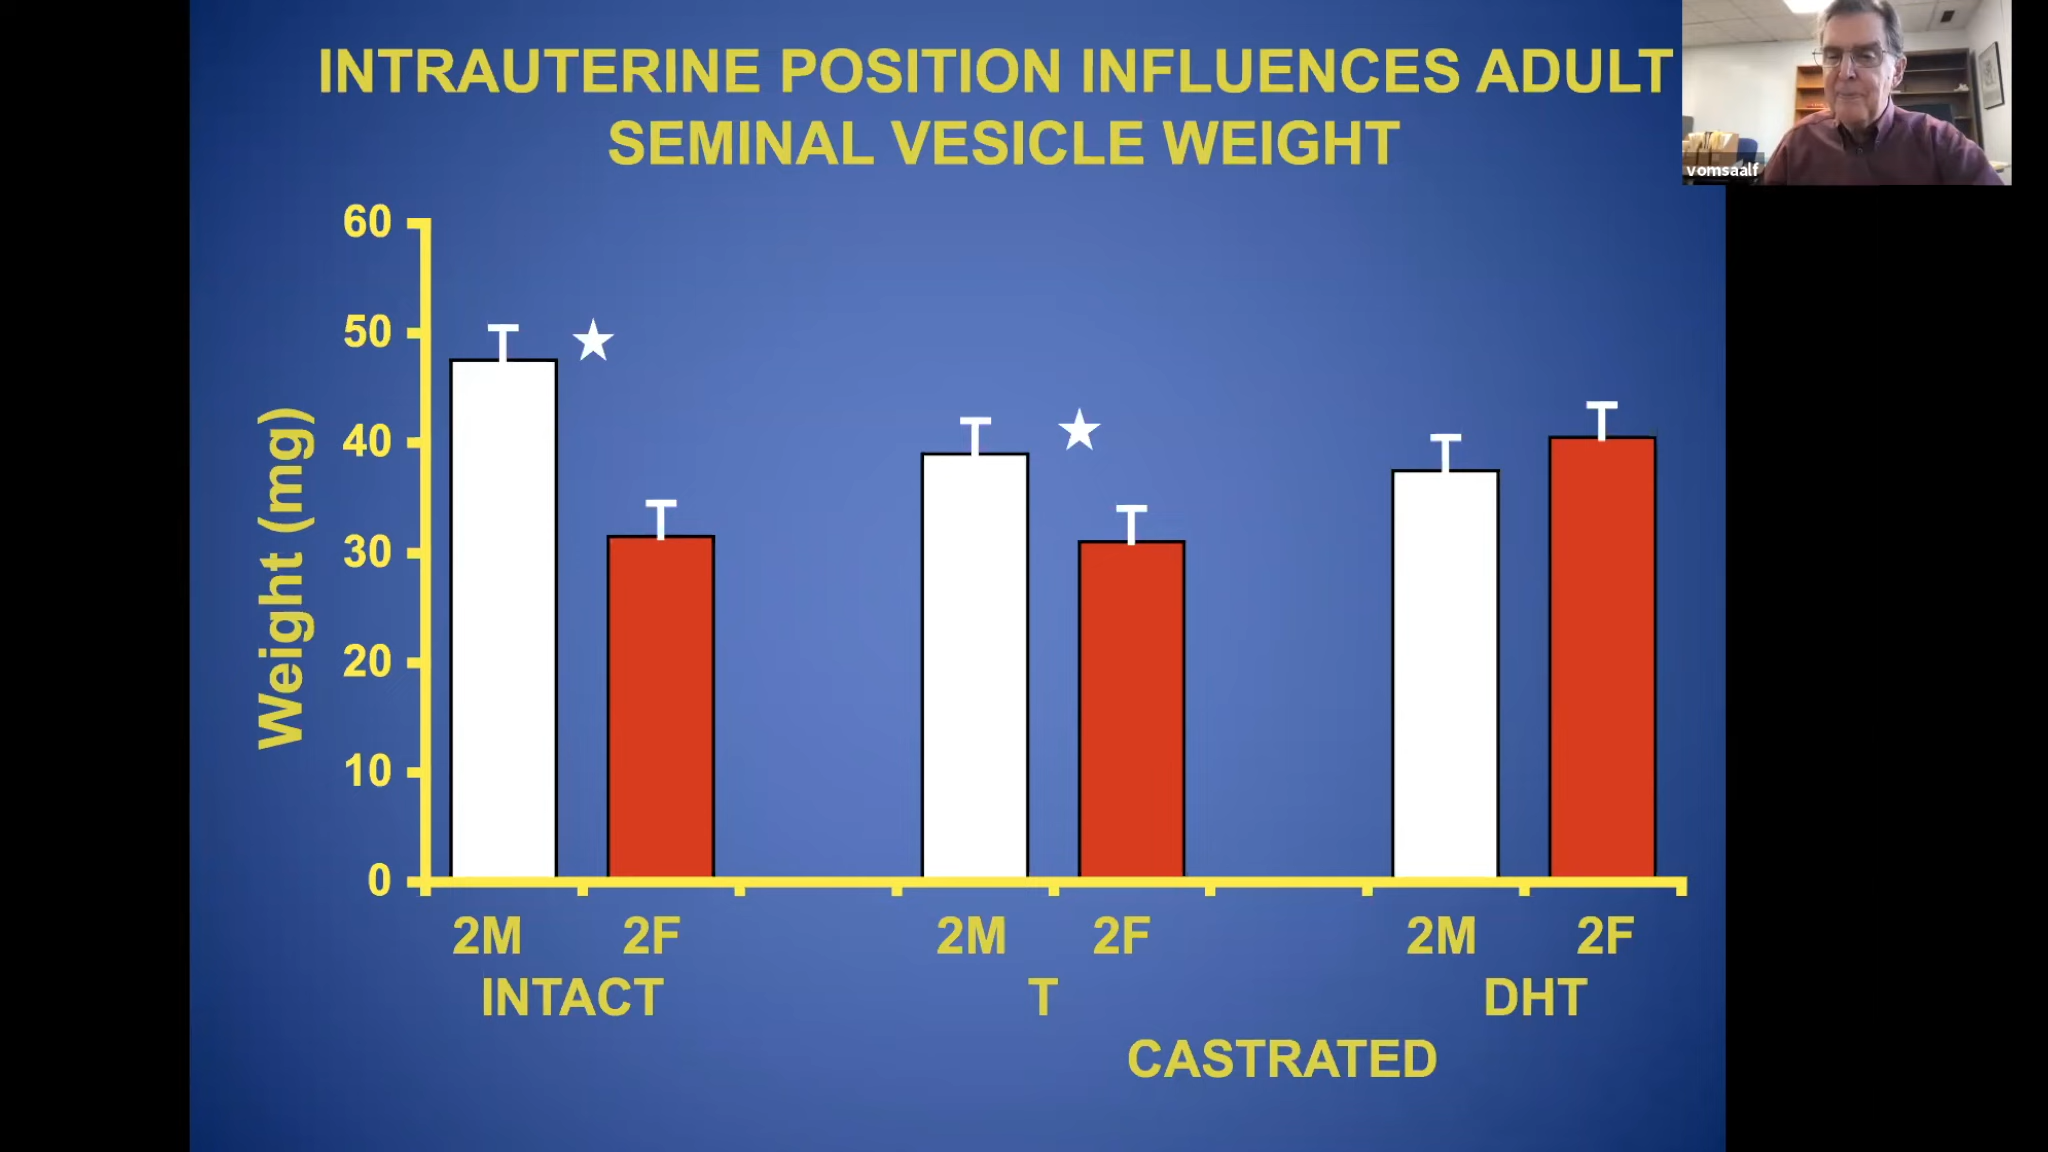 INTRAUTERINE POSITION INFLUENCES ADULT
SEMINAL VESICLE WEIGHT
vomsaalf
Weight (mg)
60
50
40
30
20
10
0
2M 2F 2M 2F 2M 2F
INTACT T DHT
CASTRATED